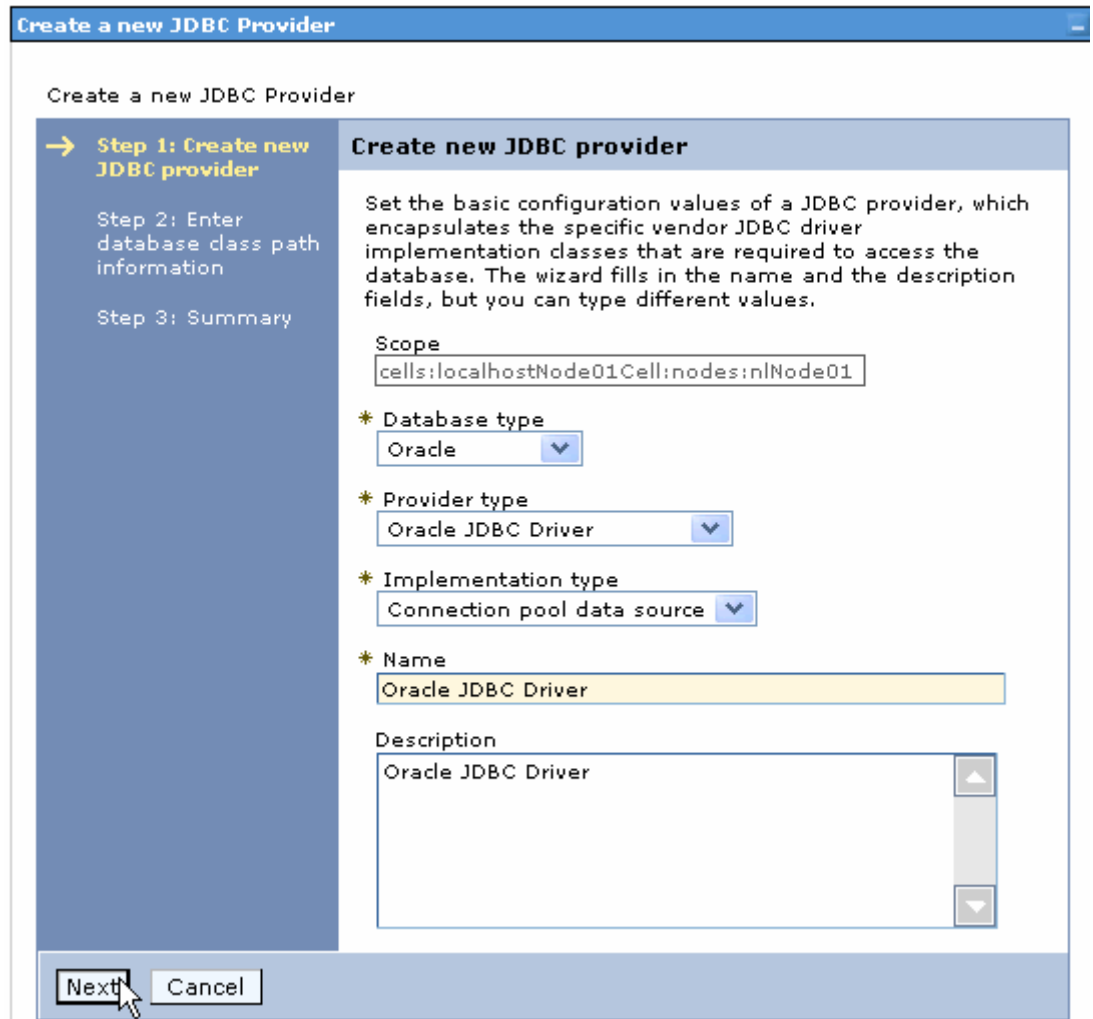 Create a new JDBC Provider
Create a new JDBC Provider
Step 1: Create new
JDBC provider
Step 2: Enter
database class path
information
Step 3: Summary
Create new JDBC provider
Set the basic configuration values of a JDBC provider, which
encapsulates the specific vendor JDBC driver
implementation classes that are required to access the
database. The wizard fills in the name and the description
fields, but you can type different values.
Scope
cells:localhostNode01Cell:nodes:nlNode01
* Database type
Oracle
* Provider type
Oracle JDBC Driver
* Implementation type
Connection pool data source
* Name
Oracle JDBC Driver
Description
Oracle JDBC Driver
Next Cancel